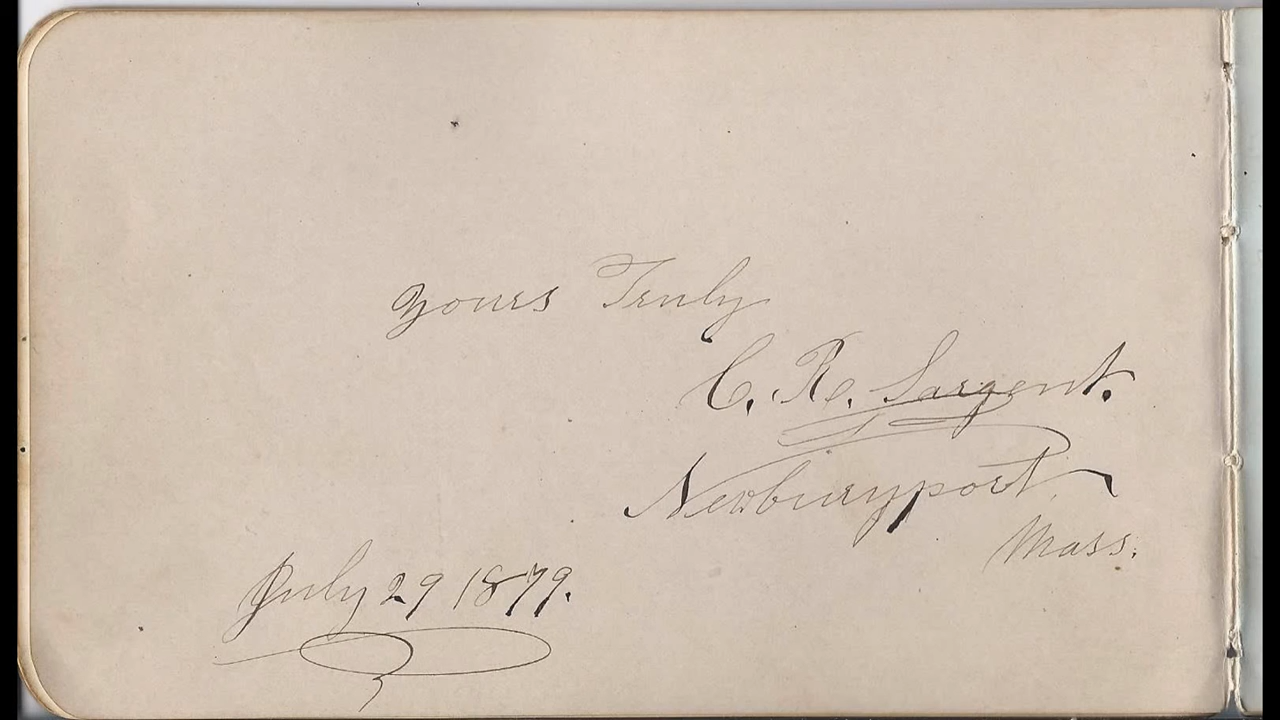 Yours Truly
C. R. Sargent.
Newburyport
Mass.
July 29 1879.